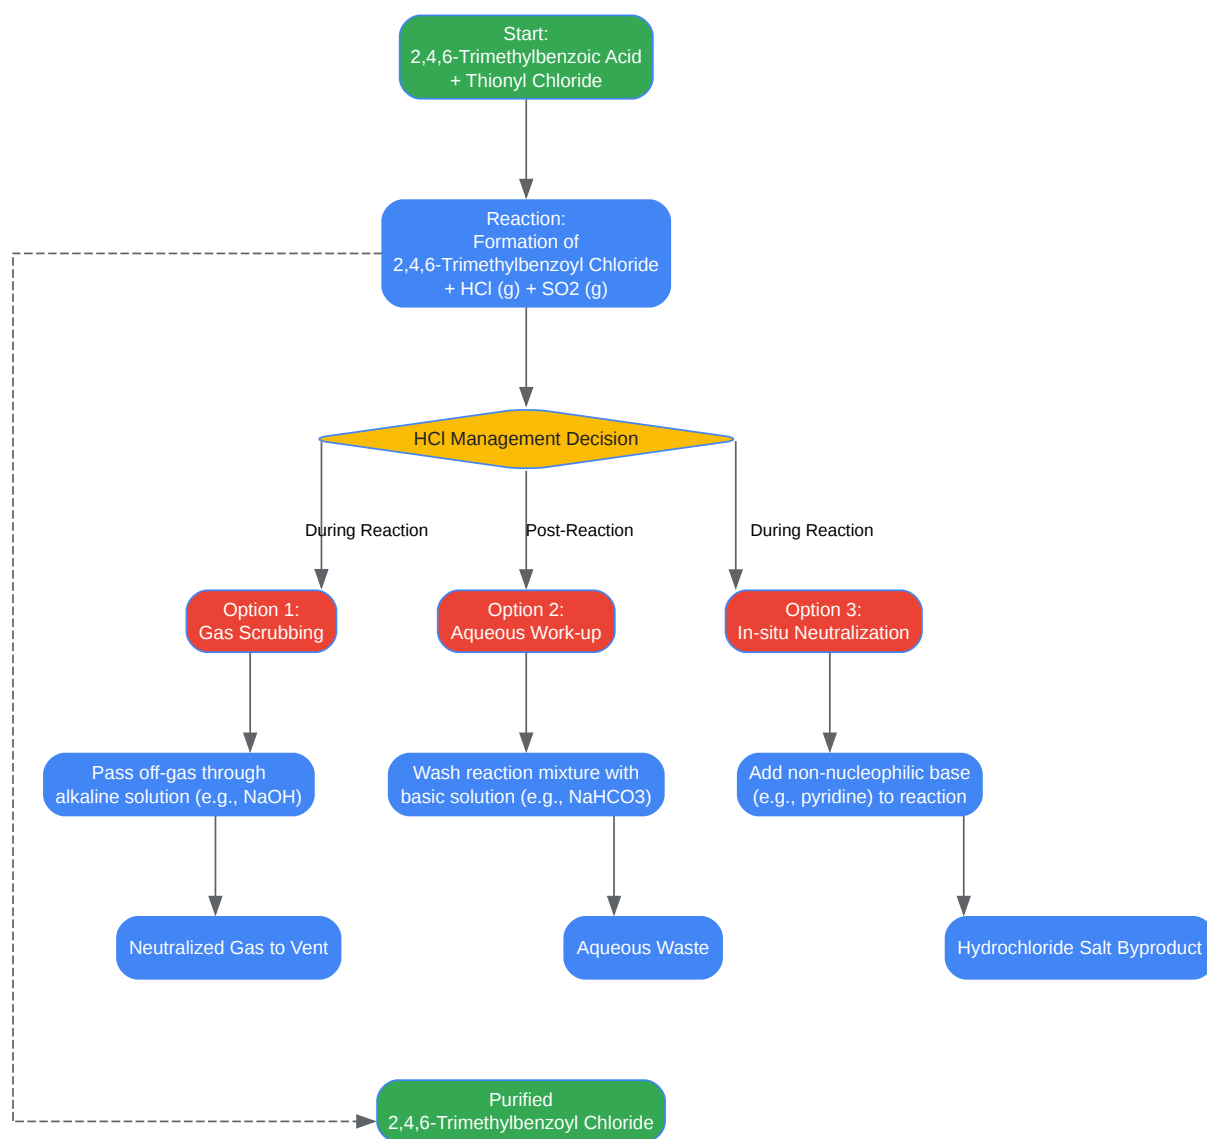 Start:
2,4,6-Trimethylbenzoic Acid
+ Thionyl Chloride
Reaction:
Formation of
2,4,6-Trimethylbenzoyl Chloride
+ HCl (g) + SO2 (g)
HCl Management Decision
During Reaction
Post-Reaction
During Reaction
Option 1:
Gas Scrubbing
Option 2:
Aqueous Work-up
Option 3:
In-situ Neutralization
Pass off-gas through
alkaline solution (e.g., NaOH)
Wash reaction mixture with
basic solution (e.g., NaHCO3)
Add non-nucleophilic base
(e.g., pyridine) to reaction
Neutralized Gas to Vent
Aqueous Waste
Hydrochloride Salt Byproduct
Purified
2,4,6-Trimethylbenzoyl Chloride